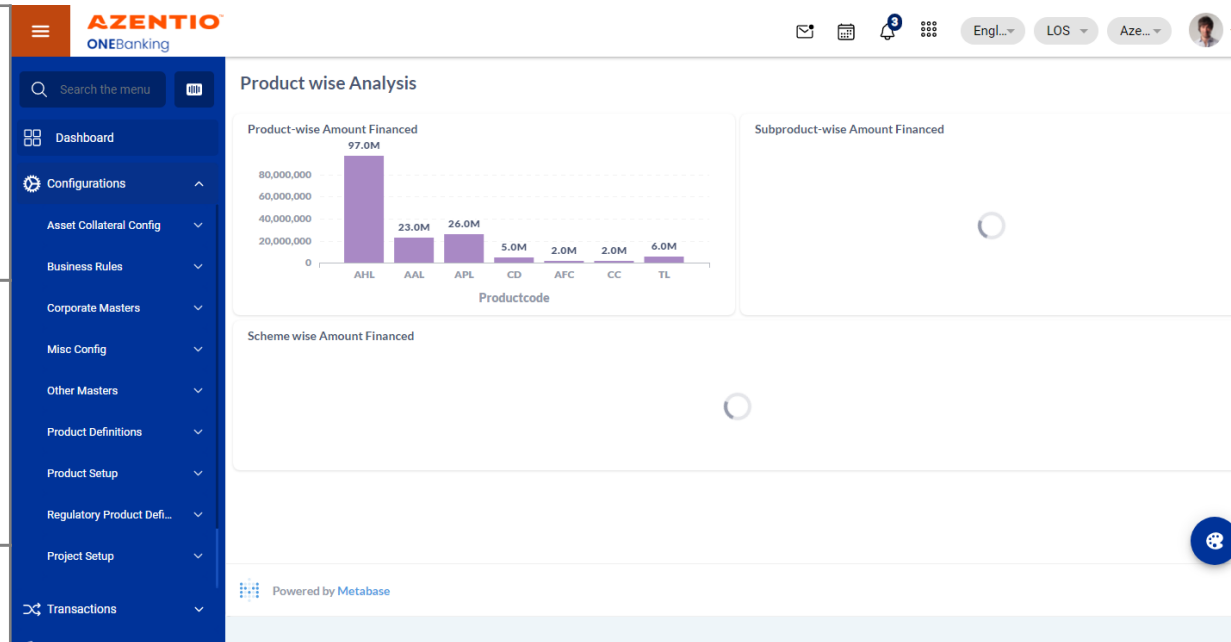 AZENTIO
ONEBanking
3
Engl...
LOS
Aze...
Search the menu
Dashboard
Configurations
Asset Collateral Config
Business Rules
Corporate Masters
Misc Config
Other Masters
Product Definitions
Product Setup
Regulatory Product Defi...
Project Setup
Transactions
Product wise Analysis
Product-wise Amount Financed
97.0M
80,000,000
60,000,000
40,000,000
20,000,000
0
23.0M
26.0M
5.0M
2.0M
2.0M
6.0M
AHL AAL APL CD AFC CC TL
Productcode
Subproduct-wise Amount Financed
Scheme wise Amount Financed
Powered by Metabase